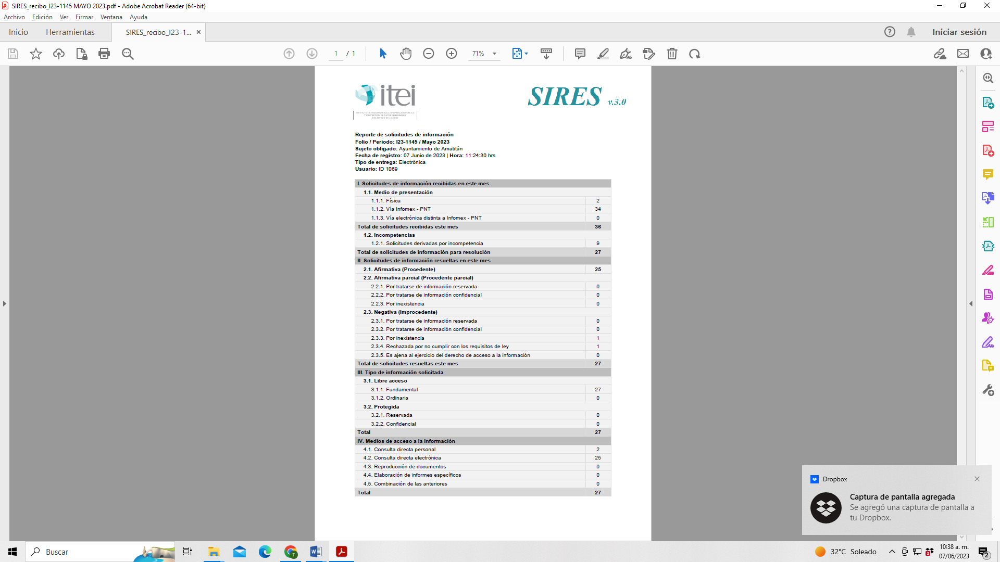 SIRES_recibo_I23-1145 MAYO 2023.pdf - Adobe Acrobat Reader (64-bit)
Archivo Edición Ver Firmar Ventana Ayuda
Inicio Herramientas SIRES_recibo_I23-1... Iniciar sesión
1 / 1 71%
itei
INSTITUTO DE TRANSPARENCIA, INFORMACIÓN PÚBLICA
Y PROTECCIÓN DE DATOS PERSONALES
DEL ESTADO DE JALISCO
SIRES v.3.0
Reporte de solicitudes de información
Folio / Periodo: I23-1145 / Mayo 2023
Sujeto obligado: Ayuntamiento de Amatitán
Fecha de registro: 07 Junio de 2023 | Hora: 11:24:30 hrs
Tipo de entrega: Electrónica
Usuario: ID 1069
I. Solicitudes de información recibidas en este mes
1.1. Medio de presentación
1.1.1. Física 2
1.1.2. Vía Infomex - PNT 34
1.1.3. Vía electrónica distinta a Infomex - PNT 0
Total de solicitudes recibidas este mes 36
1.2. Incompetencias
1.2.1. Solicitudes derivadas por incompetencia 9
Total de solicitudes de información para resolución 27
II. Solicitudes de información resueltas en este mes
2.1. Afirmativa (Procedente) 25
2.2. Afirmativa parcial (Procedente parcial)
2.2.1. Por tratarse de información reservada 0
2.2.2. Por tratarse de información confidencial 0
2.2.3. Por inexistencia 0
2.3. Negativa (Improcedente)
2.3.1. Por tratarse de información reservada 0
2.3.2. Por tratarse de información confidencial 0
2.3.3. Por inexistencia 1
2.3.4. Rechazada por no cumplir con los requisitos de ley 1
2.3.5. Es ajena al ejercicio del derecho de acceso a la información 0
Total de solicitudes resueltas este mes 27
III. Tipo de información solicitada
3.1. Libre acceso
3.1.1. Fundamental 27
3.1.2. Ordinaria 0
3.2. Protegida
3.2.1. Reservada 0
3.2.2. Confidencial 0
Total 27
IV. Medios de acceso a la información
4.1. Consulta directa personal 2
4.2. Consulta directa electrónica 25
4.3. Reproducción de documentos 0
4.4. Elaboración de informes específicos 0
4.5. Combinación de las anteriores 0
Total 27
Dropbox
Captura de pantalla agregada
Se agregó una captura de pantalla a
tu Dropbox.
Buscar
32°C Soleado
10:38 a. m.
07/06/2023
2